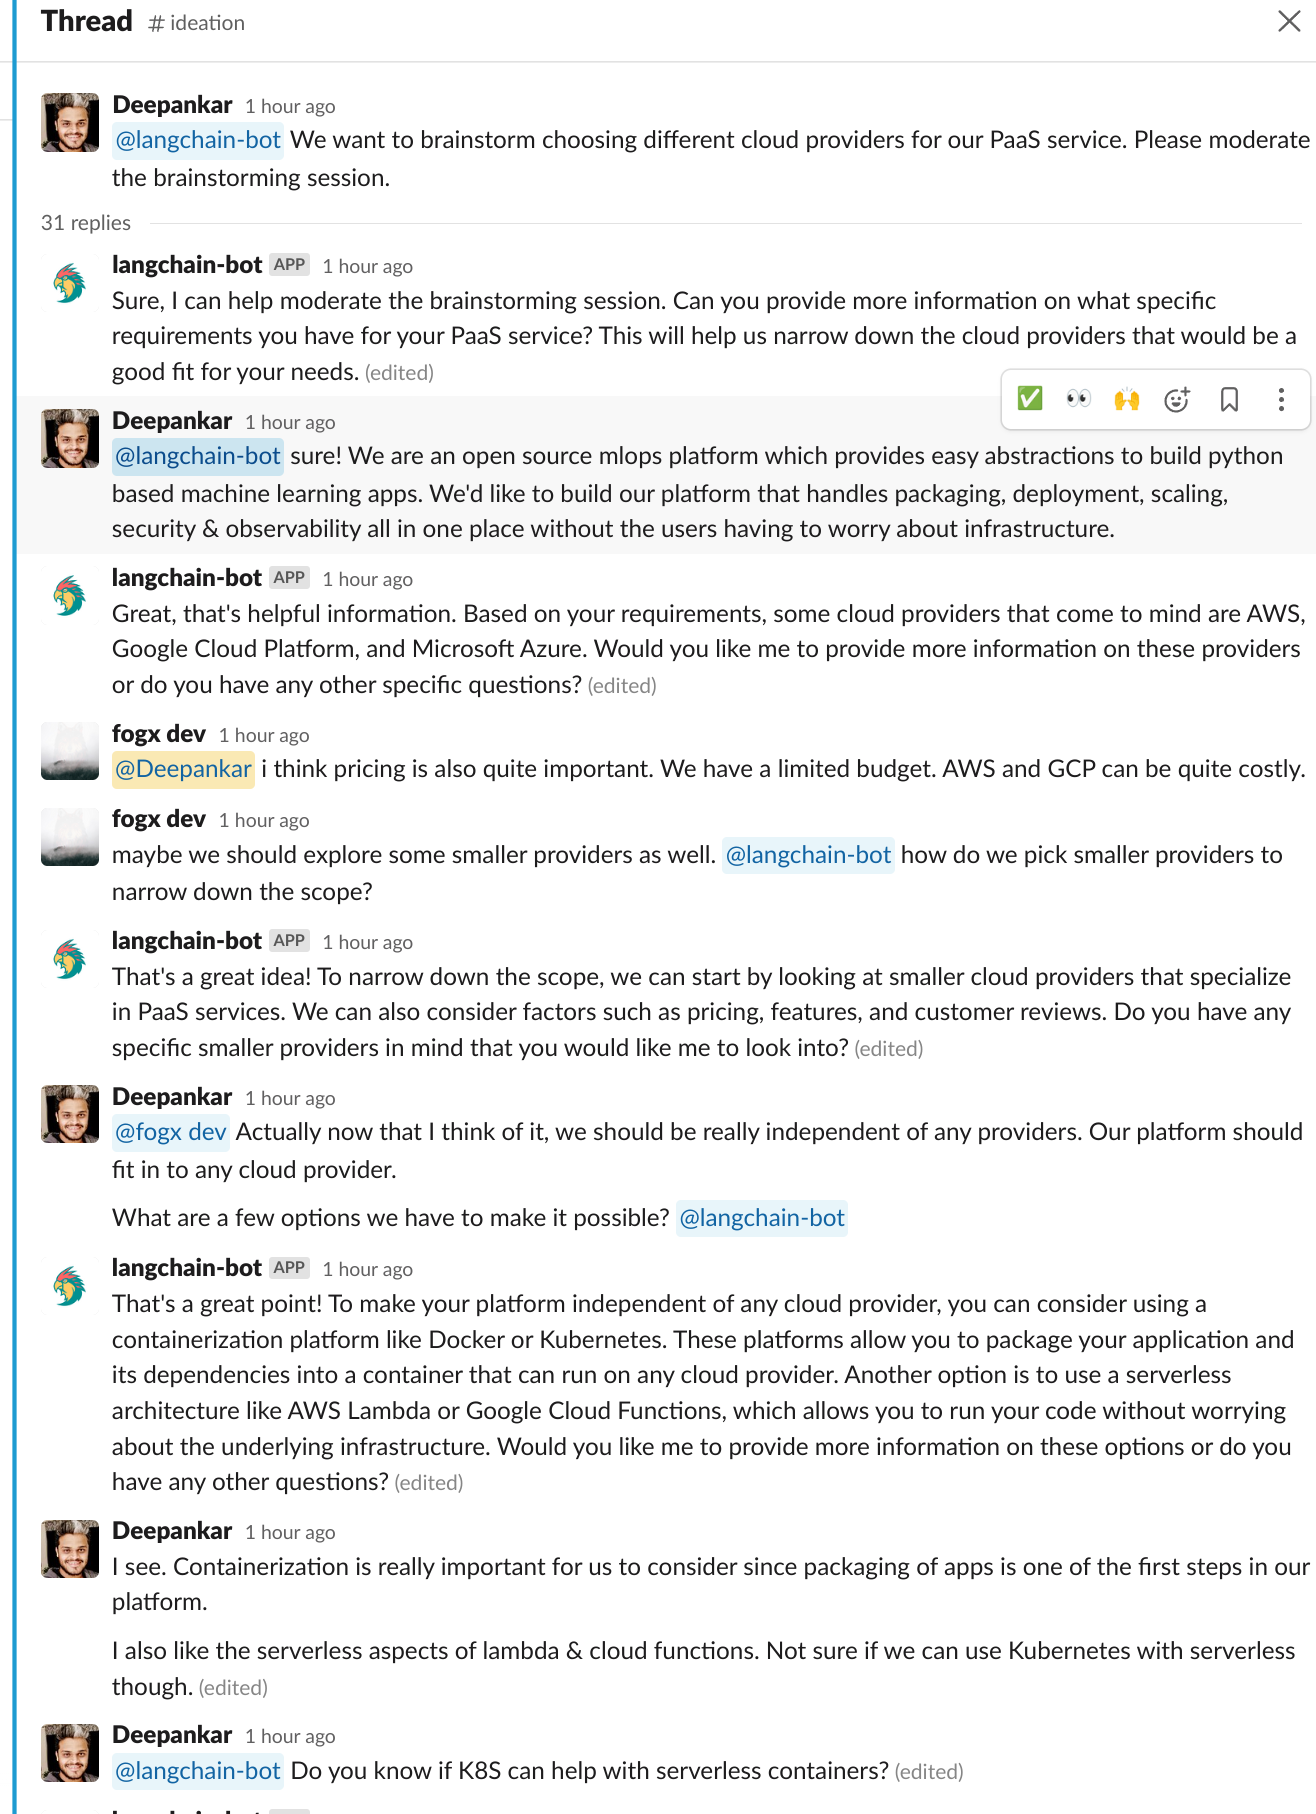 Thread # ideation
Deepankar 1 hour ago
@langchain-bot We want to brainstorm choosing different cloud providers for our PaaS service. Please moderate
the brainstorming session.
31 replies
langchain-bot APP 1 hour ago
Sure, I can help moderate the brainstorming session. Can you provide more information on what specific
requirements you have for your PaaS service? This will help us narrow down the cloud providers that would be a
good fit for your needs. (edited)
Deepankar 1 hour ago
@langchain-bot sure! We are an open source mlops platform which provides easy abstractions to build python
based machine learning apps. We'd like to build our platform that handles packaging, deployment, scaling,
security & observability all in one place without the users having to worry about infrastructure.
langchain-bot APP 1 hour ago
Great, that's helpful information. Based on your requirements, some cloud providers that come to mind are AWS,
Google Cloud Platform, and Microsoft Azure. Would you like me to provide more information on these providers
or do you have any other specific questions? (edited)
fogx dev 1 hour ago
@Deepankar i think pricing is also quite important. We have a limited budget. AWS and GCP can be quite costly.
fogx dev 1 hour ago
maybe we should explore some smaller providers as well. @langchain-bot how do we pick smaller providers to
narrow down the scope?
langchain-bot APP 1 hour ago
That's a great idea! To narrow down the scope, we can start by looking at smaller cloud providers that specialize
in PaaS services. We can also consider factors such as pricing, features, and customer reviews. Do you have any
specific smaller providers in mind that you would like me to look into? (edited)
Deepankar 1 hour ago
@fogx dev Actually now that I think of it, we should be really independent of any providers. Our platform should
fit in to any cloud provider.
What are a few options we have to make it possible? @langchain-bot
langchain-bot APP 1 hour ago
That's a great point! To make your platform independent of any cloud provider, you can consider using a
containerization platform like Docker or Kubernetes. These platforms allow you to package your application and
its dependencies into a container that can run on any cloud provider. Another option is to use a serverless
architecture like AWS Lambda or Google Cloud Functions, which allows you to run your code without worrying
about the underlying infrastructure. Would you like me to provide more information on these options or do you
have any other questions? (edited)
Deepankar 1 hour ago
I see. Containerization is really important for us to consider since packaging of apps is one of the first steps in our
platform.
I also like the serverless aspects of lambda & cloud functions. Not sure if we can use Kubernetes with serverless
though. (edited)
Deepankar 1 hour ago
@langchain-bot Do you know if K8S can help with serverless containers? (edited)